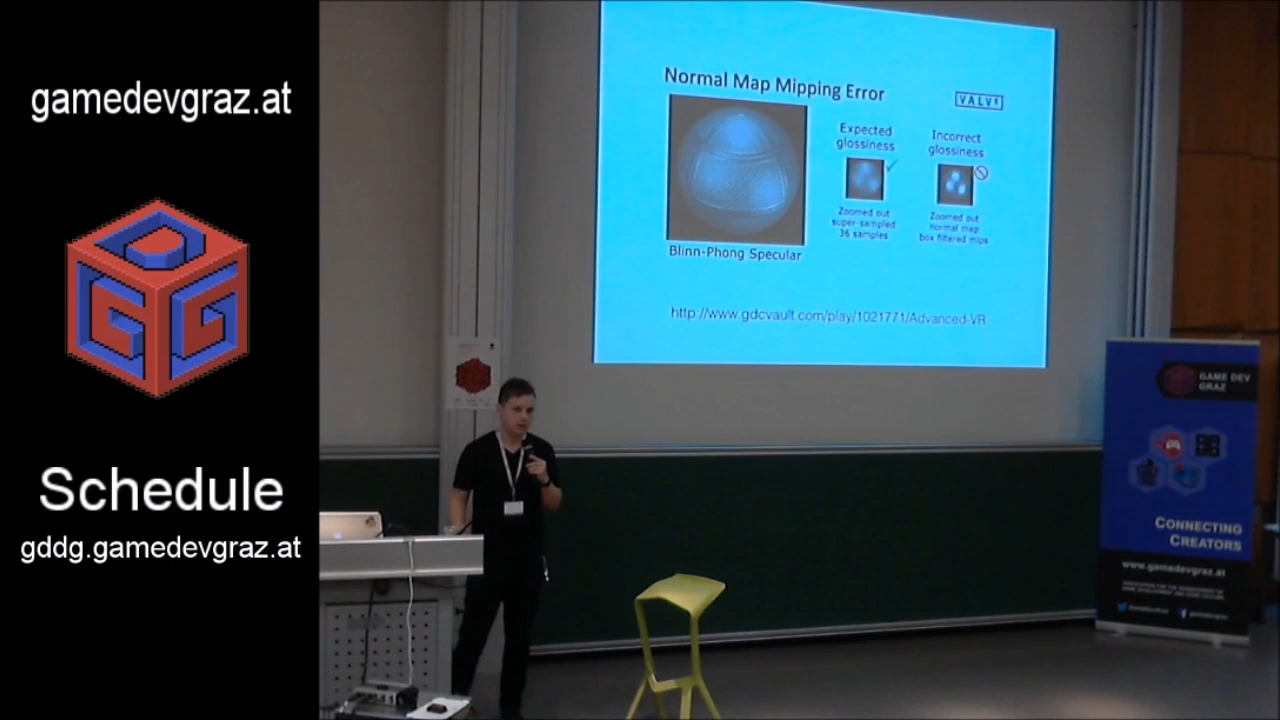 gamedevgraz.at
Schedule
gddg.gamedevgraz.at
Normal Map Mipping Error
VALVE
Expected
glossiness
Incorrect
glossiness
Zoomed out
super-sampled
36 samples
Zoomed out
normal map
box filtered mips
Blinn-Phong Specular
http://www.gdcvault.com/play/1021771/Advanced-VR
GAME DEV
GRAZ
CONNECTING
CREATORS
www.gamedevgraz.at